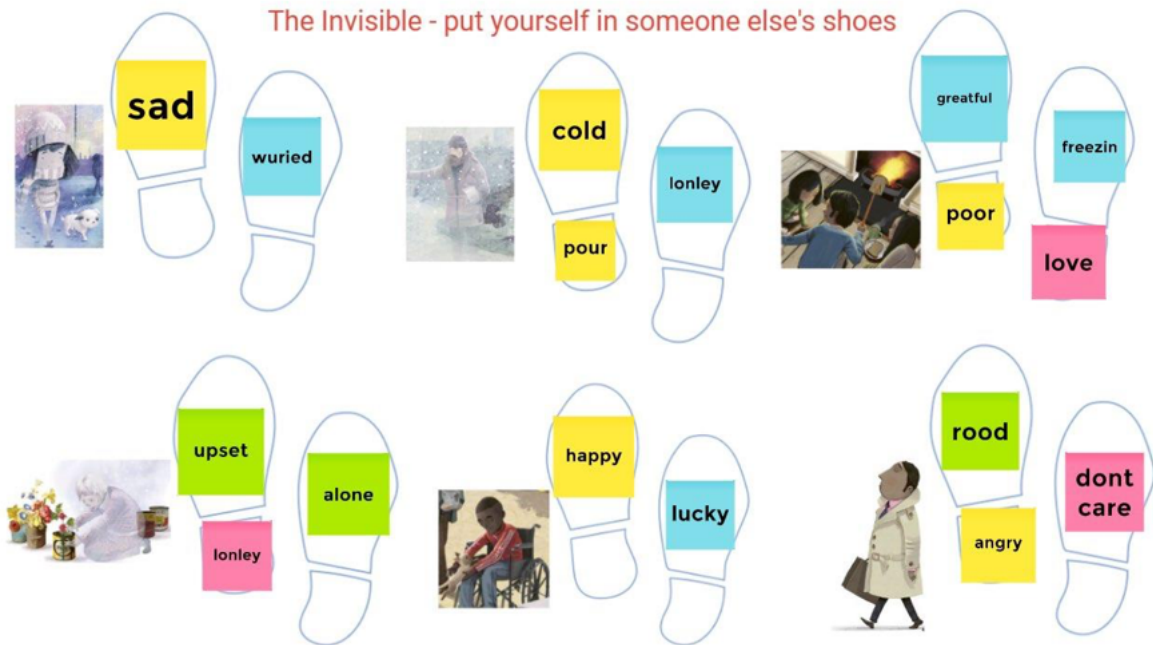 The Invisible - put yourself in someone else's shoes
sad
wuried
cold
lonley
pour
greatful
freezin
poor
love
upset
alone
lonley
happy
lucky
rood
dont
care
angry